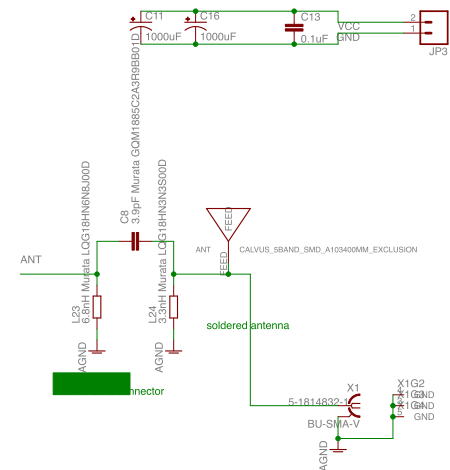 C11
C16
C13
1000uF
1000uF
0.1uF
VCC
GND
2
1
JP3
C8
3.9pF Murata GQM1885C2A3R9BB01D
ANT
L23
6.8nH Murata LQG18HN6N8J00D
L24
3.3nH Murata LQG18HN3N3S00D
FEED
FEED
ANT
CALVUS_5BAND_SMD_A103400MM_EXCLUSION
AGND
AGND
soldered antenna
nnector
X1
5-1814832-1
BU-SMA-V
AGND
X1G2
X1G3
GND
X1G4
GND
GND